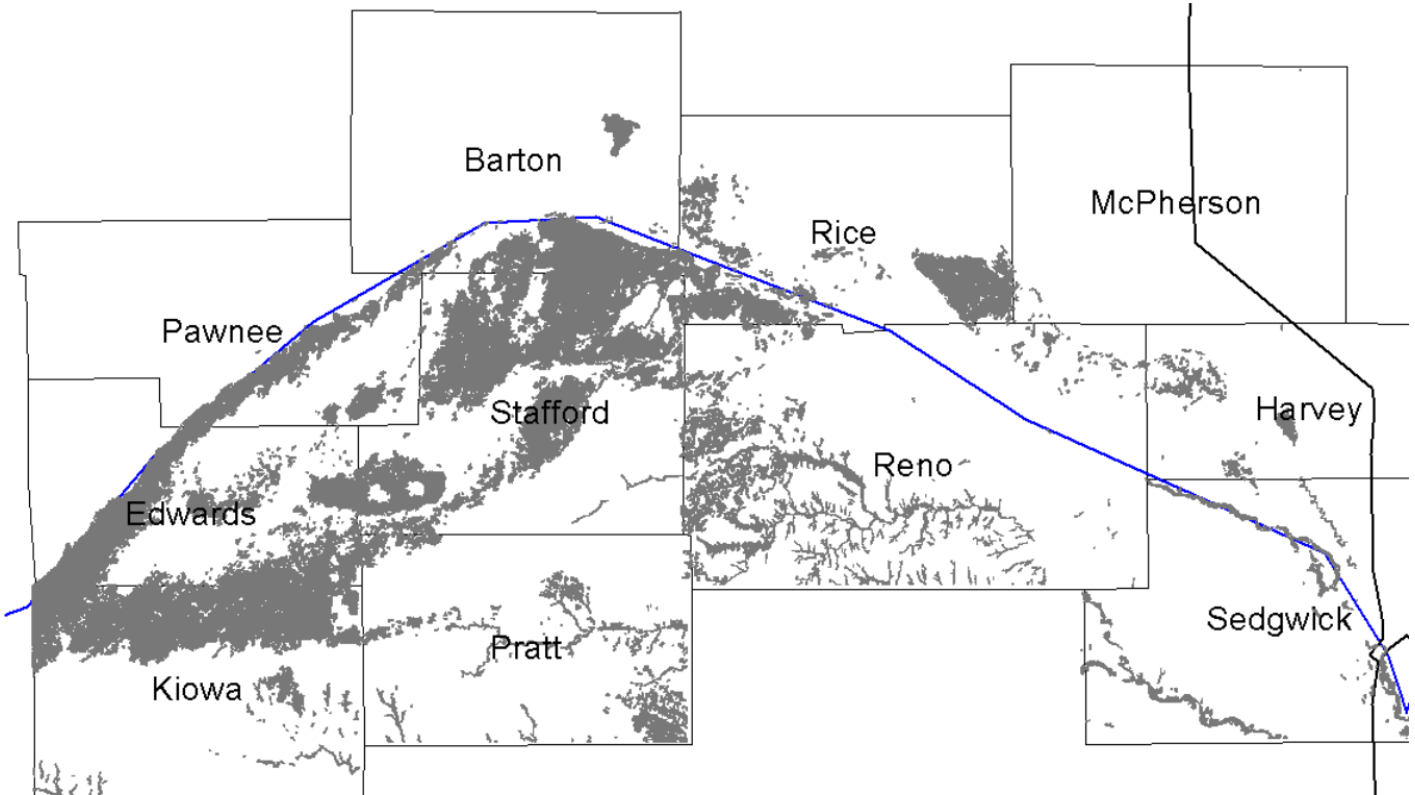 Barton
McPherson
Rice
Pawnee
Stafford
Harvey
Reno
Edwards
Sedgwick
Pratt
Kiowa